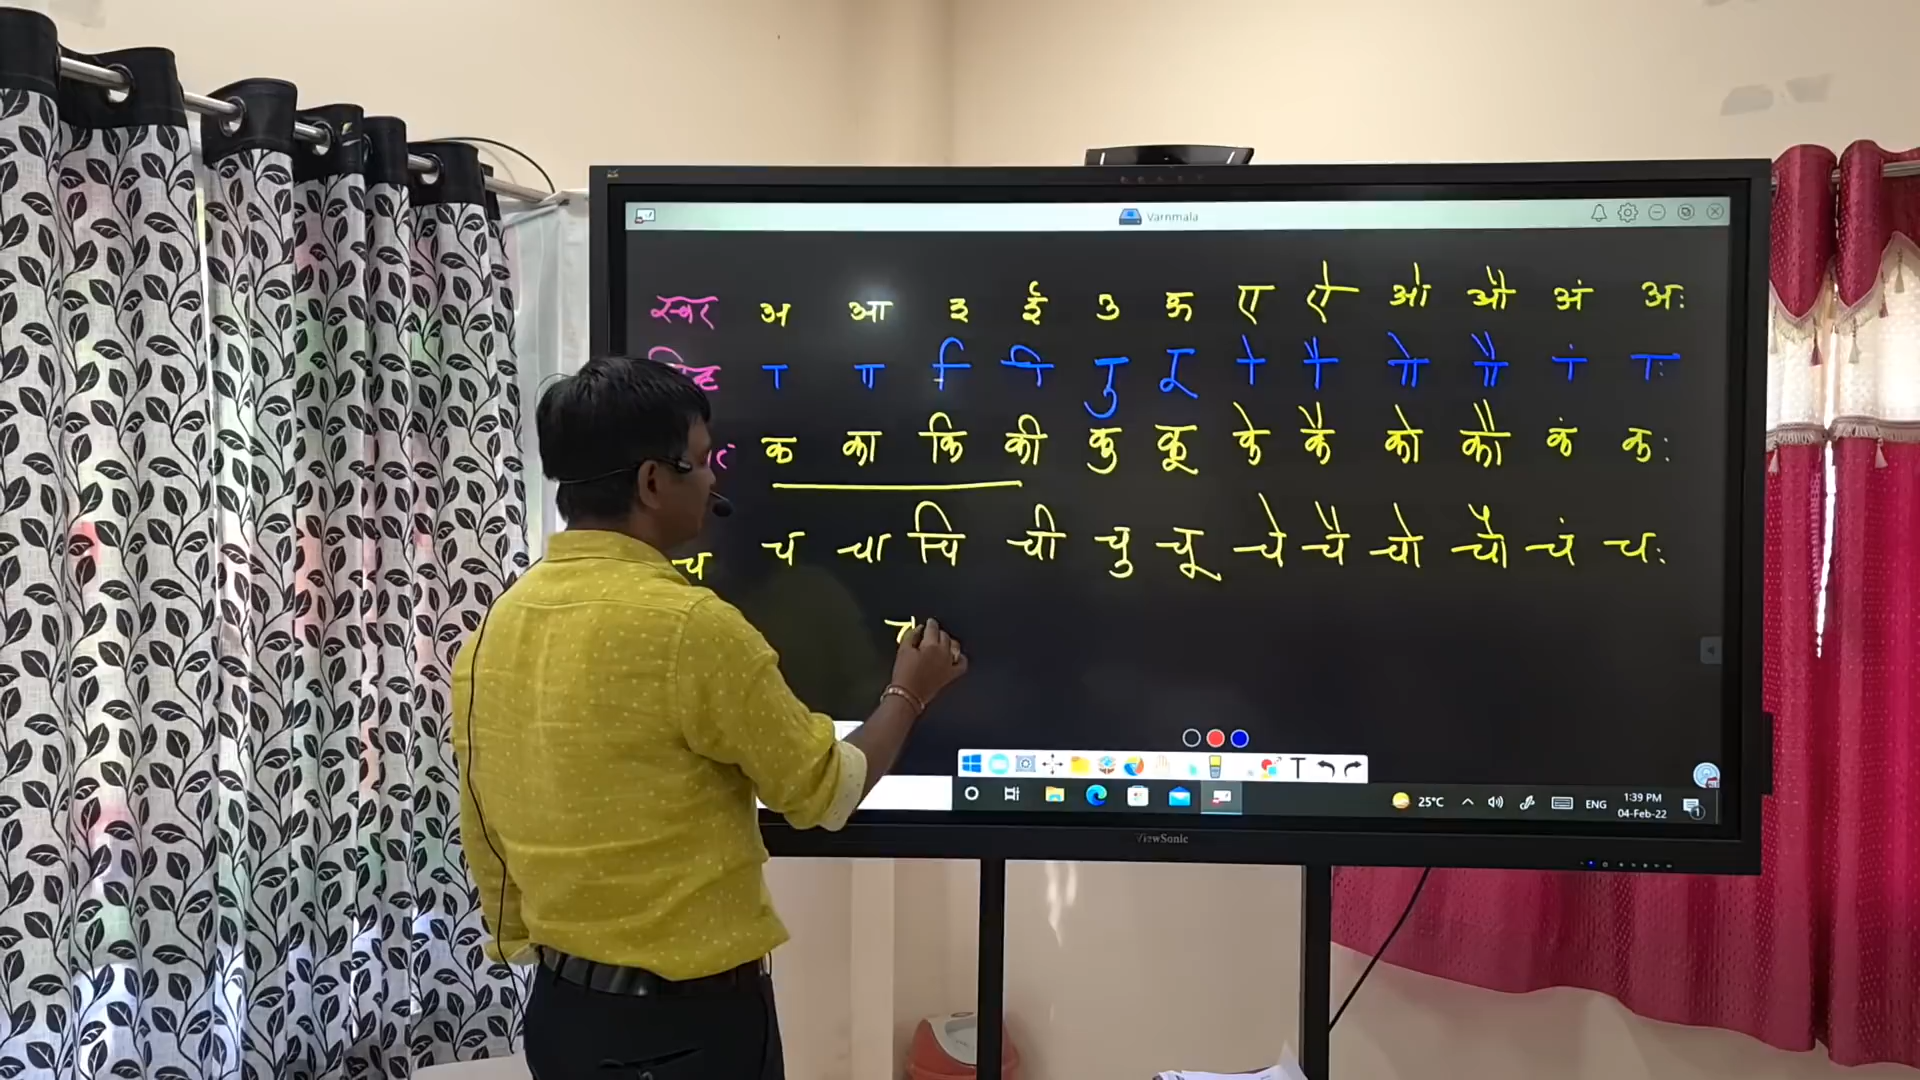 Varnmala
स्वर अ आ इ ई उ ऊ ए ऐ ओ औ अं अः
ा ि ी ु ू े ै ो ौ ं ः
क का कि की कु कू के कै को कौ कं कः
च च चा चि ची चु चू चे चै चो चौ चं चः
25°C ENG 1:39 PM
04-Feb-22
ViewSonic